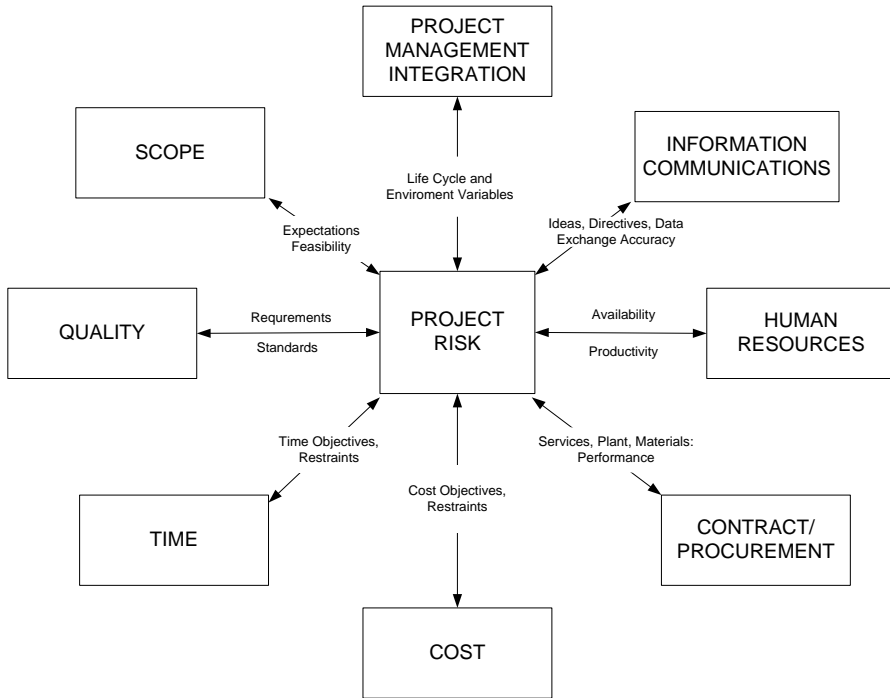 PROJECT
MANAGEMENT
INTEGRATION
SCOPE
INFORMATION
COMMUNICATIONS
Life Cycle and
Enviroment Variables
Expectations
Feasibility
Ideas, Directives, Data
Exchange Accuracy
QUALITY
Requrements
Standards
PROJECT
RISK
Availability
Productivity
HUMAN
RESOURCES
Time Objectives,
Restraints
Cost Objectives,
Restraints
Services, Plant, Materials:
Performance
TIME
CONTRACT/
PROCUREMENT
COST